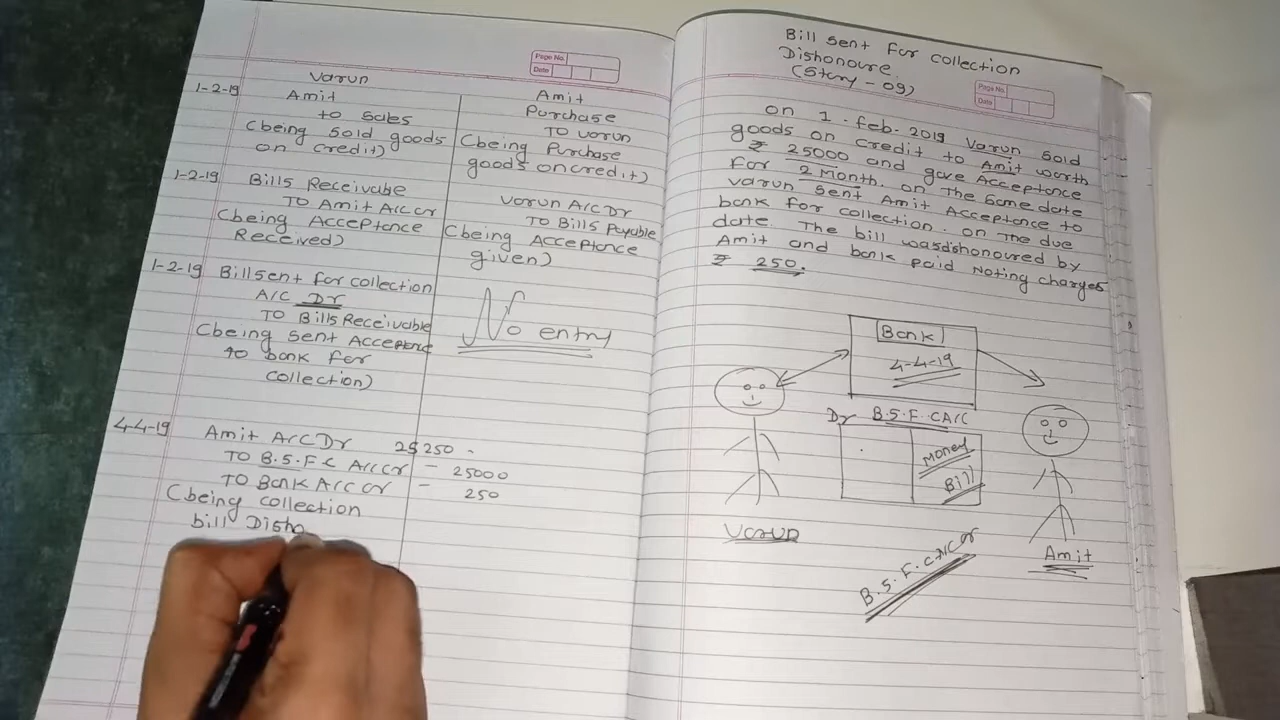 Varun
1-2-19
Amit
to sales
(being sold goods
on credit)
1-2-19
Bills Receivable
TO Amit A/C cr
(being Acceptance
Received)
1-2-19
Bill sent for collection
A/C Dr
TO Bills Receivable
(being sent Acceptence
to bank for
collection)
4-4-19
Amit A/C Dr 25250
TO B.S.F.C A/C Cr - 25000
TO Bank A/C cr - 250
(being collection
bill Disho
Page No.
Date
Amit
Purchase
TO Varun
(being Purchase
goods on credit)
Varun A/C Dr
TO Bills Payable
(being Acceptance
given)
No entry
Bill sent for collection
Dishonoure.
(Story-09)
Page No.
Date
on 1. feb. 2019 Varun sold
goods on credit to Amit worth
₹ 25000 and gave Acceptance
for 2 Month. on The same date
varun sent Amit Acceptance to
bank for collection. on the due
date. The bill was dishonoured by
Amit and bank paid Noting charges
₹ 250.
Bank
4-4-19
Dr B.S.F.C A/C
Money
Bill
Varun
Amit
B.S.F.C A/C cr